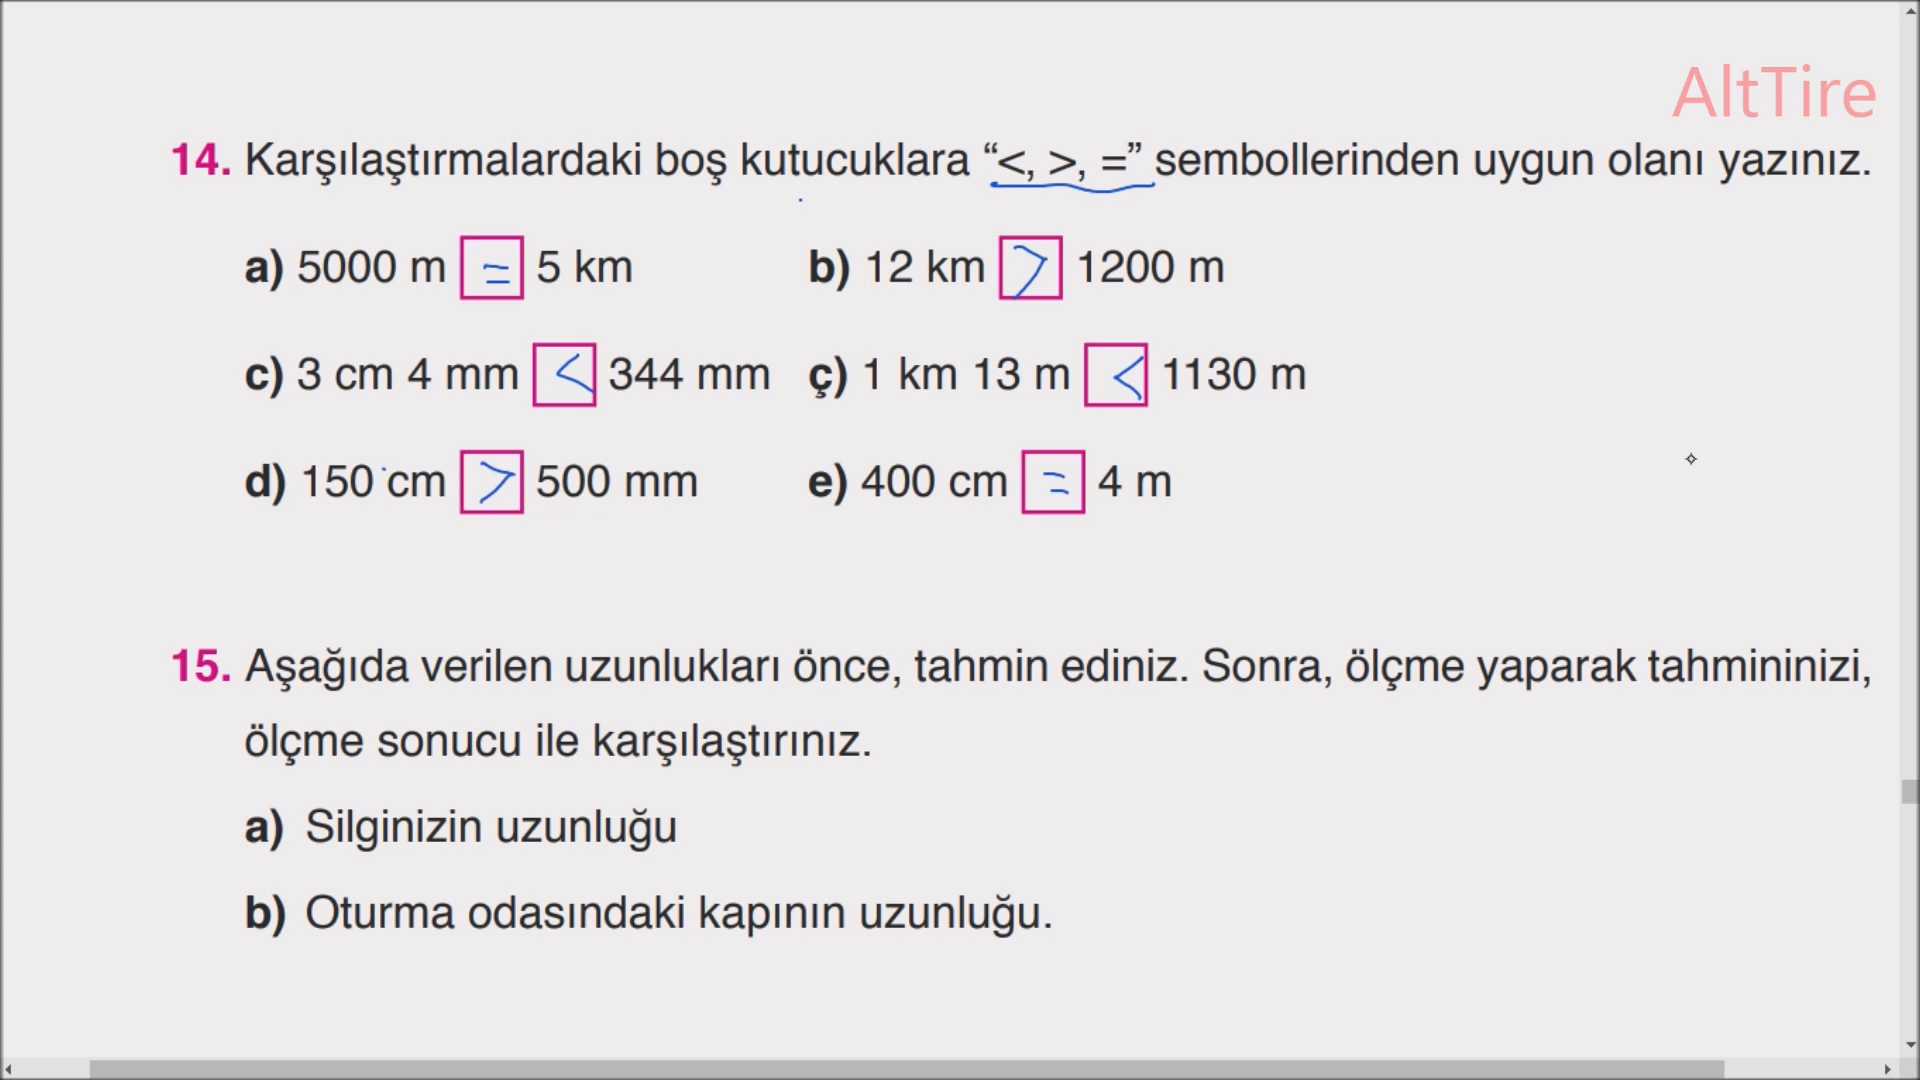 AltTire
14. Karşılaştırmalardaki boş kutucuklara “<, >, =” sembollerinden uygun olanı yazınız.
a) 5000 m = 5 km b) 12 km > 1200 m
c) 3 cm 4 mm < 344 mm ç) 1 km 13 m < 1130 m
d) 150 cm > 500 mm e) 400 cm = 4 m
15. Aşağıda verilen uzunlukları önce, tahmin ediniz. Sonra, ölçme yaparak tahmininizi,
ölçme sonucu ile karşılaştırınız.
a) Silginizin uzunluğu
b) Oturma odasındaki kapının uzunluğu.